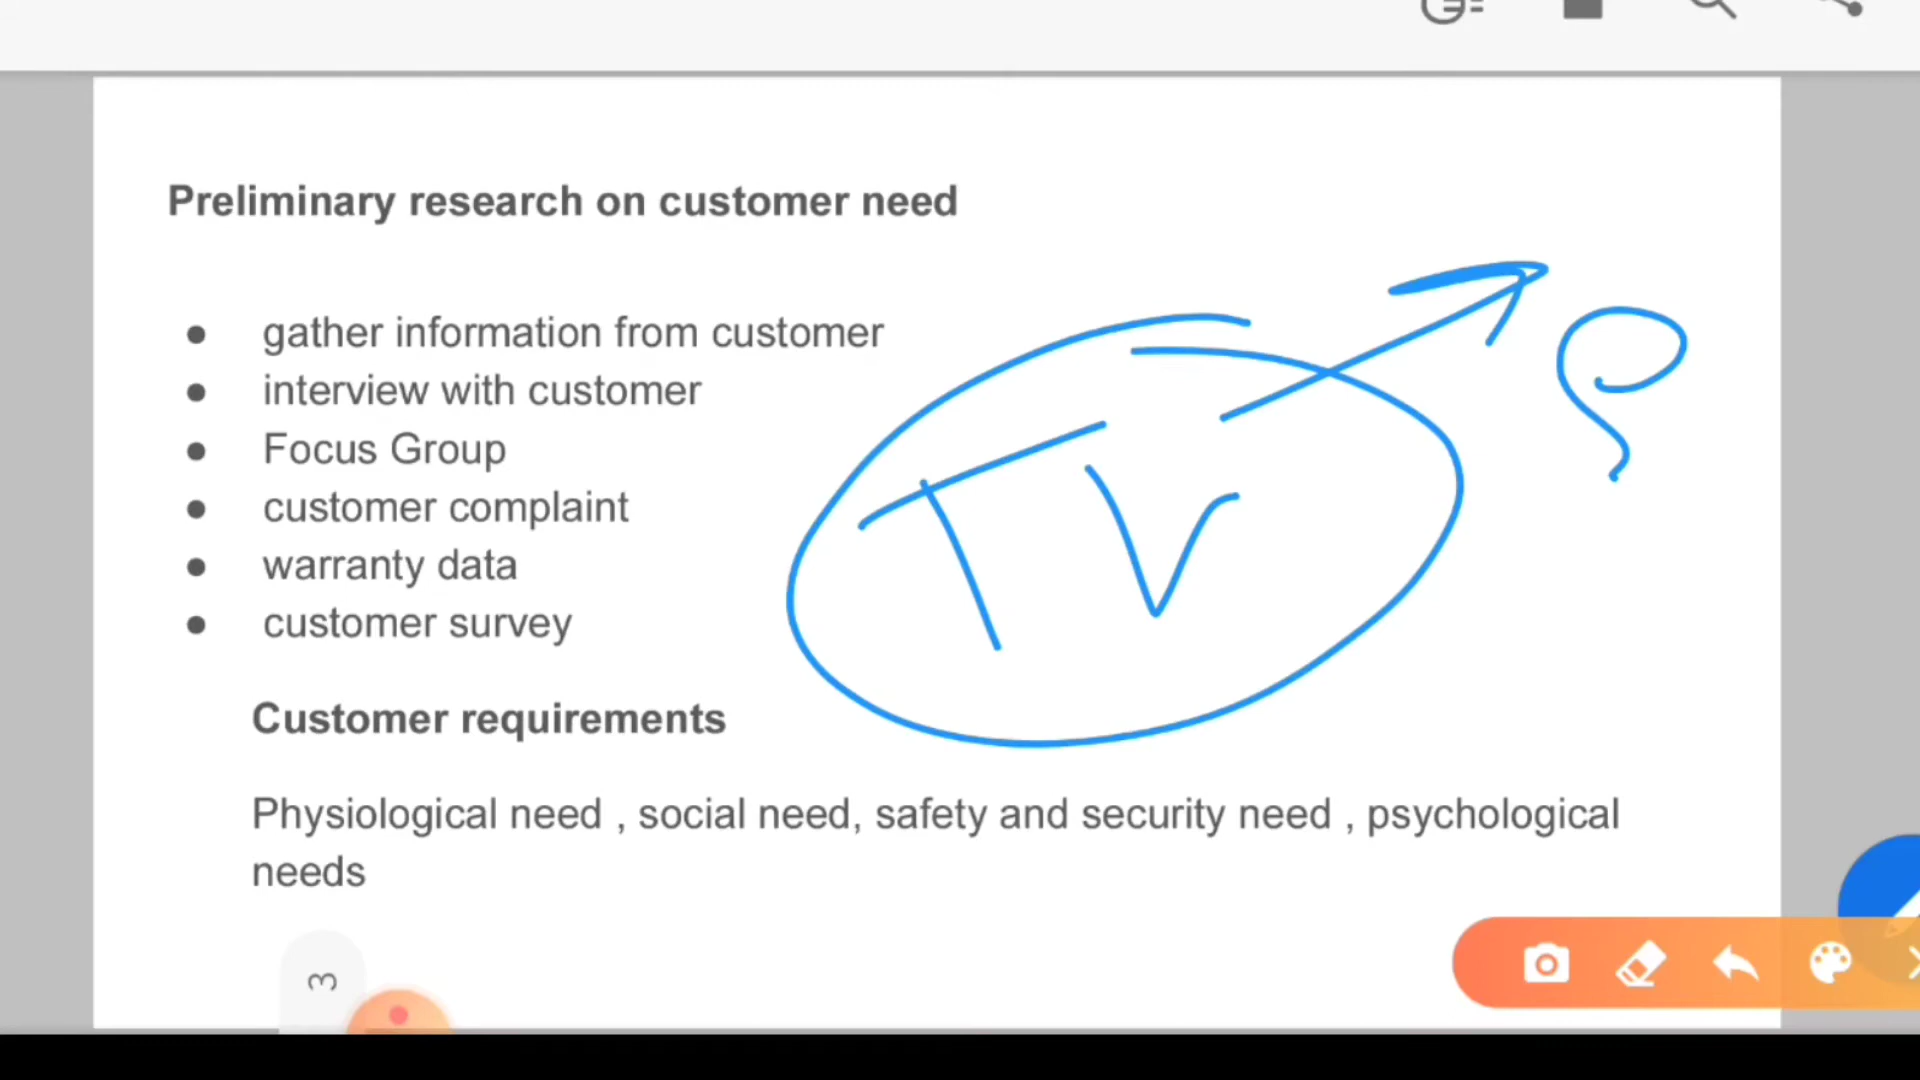 Preliminary research on customer need
● gather information from customer
● interview with customer
● Focus Group
● customer complaint
● warranty data
● customer survey
TV
Customer requirements
Physiological need , social need, safety and security need , psychological
needs
3